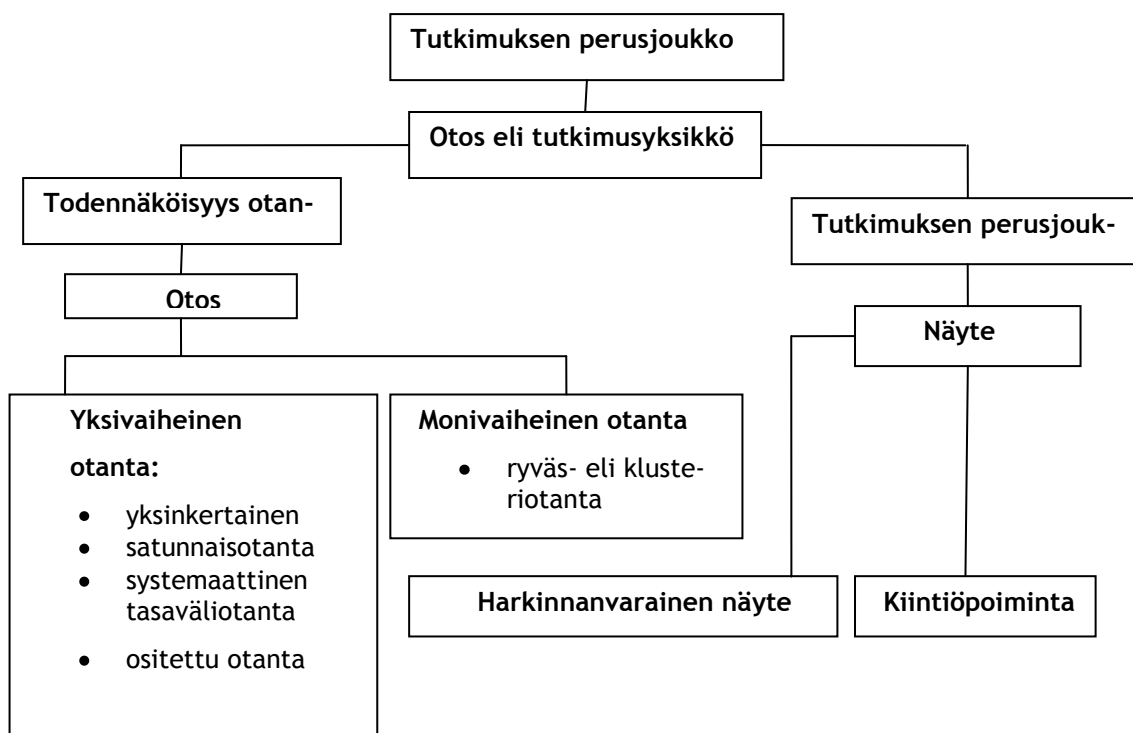 Tutkimuksen perusjoukko
Otos eli tutkimusyksikkö
Todennäköisyys otan-
Tutkimuksen perusjouk-
Otos
Näyte
Yksivaiheinen
otanta:
• yksinkertainen
• satunnaisotanta
• systemaattinen
tasaväliotanta
• ositettu otanta
Monivaiheinen otanta
• ryväs- eli kluste-
riotanta
Harkinnanvarainen näyte
Kiintiöpoiminta